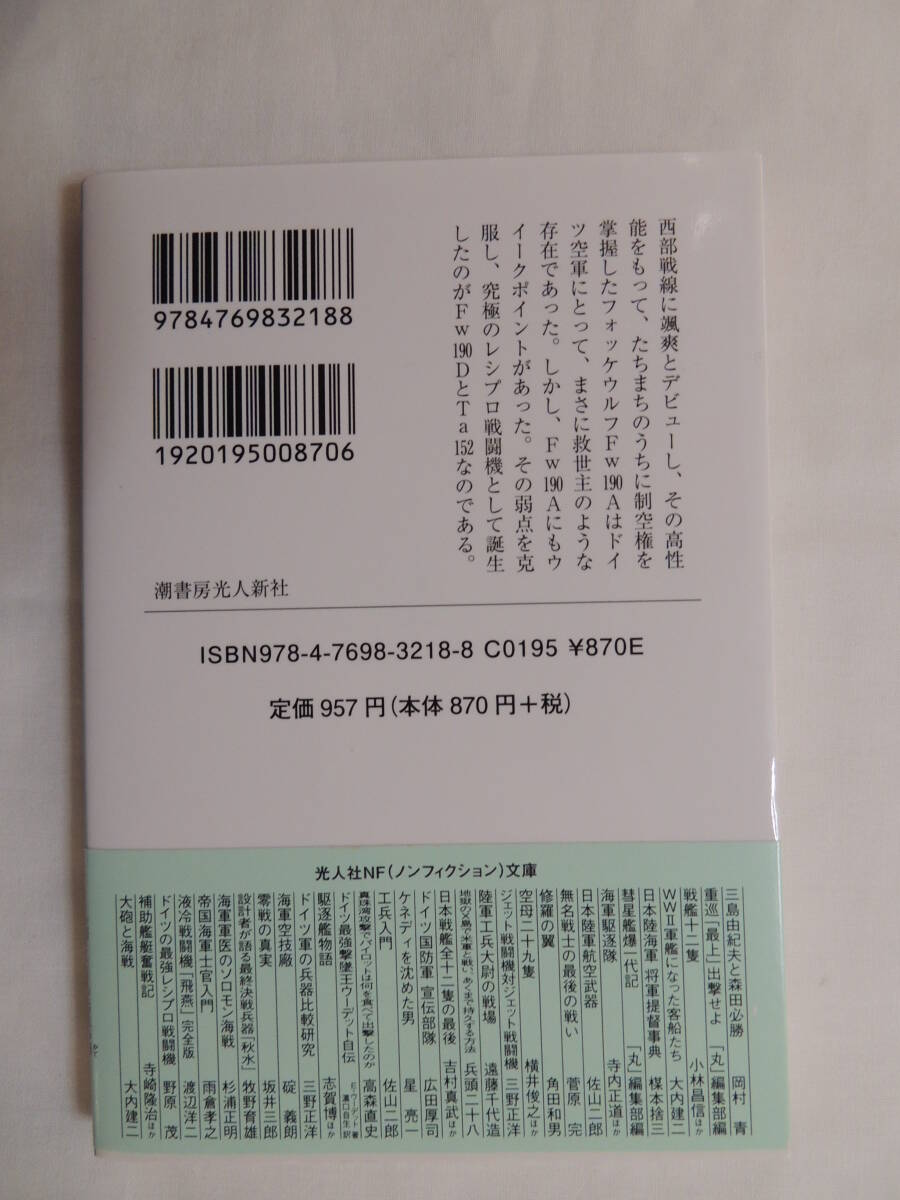 西部戦線に颯爽とデビューし、その高性
能をもって、たちまちのうちに制空権を
掌握したフォッケウルフFw190Aはドイ
ツ空軍にとって、まさに救世主のような
存在であった。しかし、Fw190Aにもウ
イークポイントがあった。その弱点を克
服し、究極のレシプロ戦闘機として誕生
したのがFw190DとTa152なのである。
9784769832188
1920195008706
潮書房光人新社
ISBN978-4-7698-3218-8 C0195 ¥870E
定価 957 円(本体 870 円+税)
光人社NF(ノンフィクション)文庫
三島由紀夫と森田必勝 岡村 青
重巡「最上」出撃せよ 「丸」編集部編
戦艦十二隻 小林昌信ほか
WWⅡ軍艦になった客船たち 大内建二
日本陸海軍 将軍提督事典 楳本捨三
彗星艦爆一代記 「丸」編集部編
海軍駆逐隊 寺内正道ほか
日本陸軍航空武器 佐山二郎
無名戦士の最後の戦い 菅原 完
修羅の翼 角田和男
空母二十九隻 横井俊之ほか
ジェット戦闘機対ジェット戦闘機 三野正洋
陸軍工兵大尉の戦場 遠藤千代造
地獄のX島で米軍と戦い、あくまで持久する方法 兵頭二十八
日本戦艦全十二隻の最後 吉村真武ほか
ドイツ国防軍 宣伝部隊 広田厚司
ケネディを沈めた男 星 亮一
工兵入門 佐山二郎
真珠湾攻撃でパイロットは何を食べて出撃したのか 高森直史
ドイツ最強撃墜王ウーデット自伝 E・ウーデット著 濱口自生訳
駆逐艦物語 志賀博ほか
ドイツ軍の兵器比較研究 三野正洋
海軍空技廠 碇 義朗
零戦の真実 坂井三郎
設計者が語る最終決戦兵器「秋水」 牧野育雄
海軍軍医のソロモン海戦 杉浦正明
帝国海軍士官入門 雨倉孝之
液冷戦闘機「飛燕」完全版 渡辺洋二
ドイツの最強レシプロ戦闘機 野原 茂
補助艦艇奮戦記 寺崎隆治ほか
大砲と海戦 大内建二